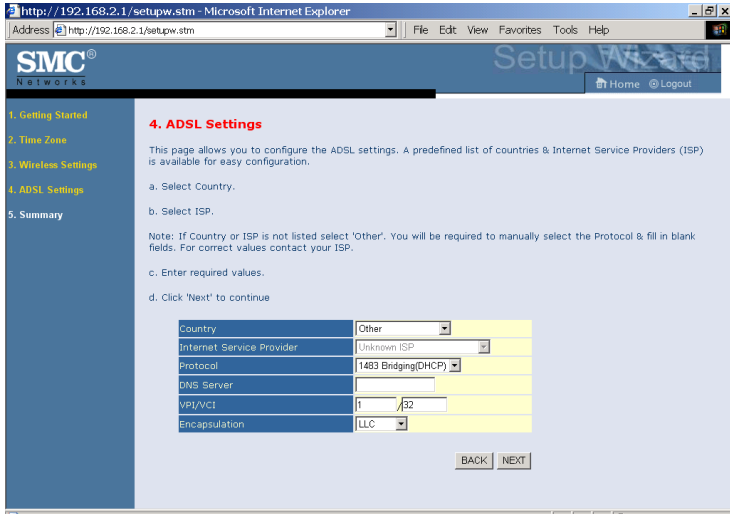 http://192.168.2.1/setupw.stm - Microsoft Internet Explorer
Address http://192.168.2.1/setupw.stm File Edit View Favorites Tools Help
SMC®
Networks
Setup Wizard
Home Logout
1. Getting Started
2. Time Zone
3. Wireless Settings
4. ADSL Settings
5. Summary
4. ADSL Settings
This page allows you to configure the ADSL settings. A predefined list of countries & Internet Service Providers (ISP)
is available for easy configuration.
a. Select Country.
b. Select ISP.
Note: If Country or ISP is not listed select 'Other'. You will be required to manually select the Protocol & fill in blank
fields. For correct values contact your ISP.
c. Enter required values.
d. Click 'Next' to continue
Country Other
Internet Service Provider Unknown ISP
Protocol 1483 Bridging(DHCP)
DNS Server
VPI/VCI 1 /32
Encapsulation LLC
BACK NEXT